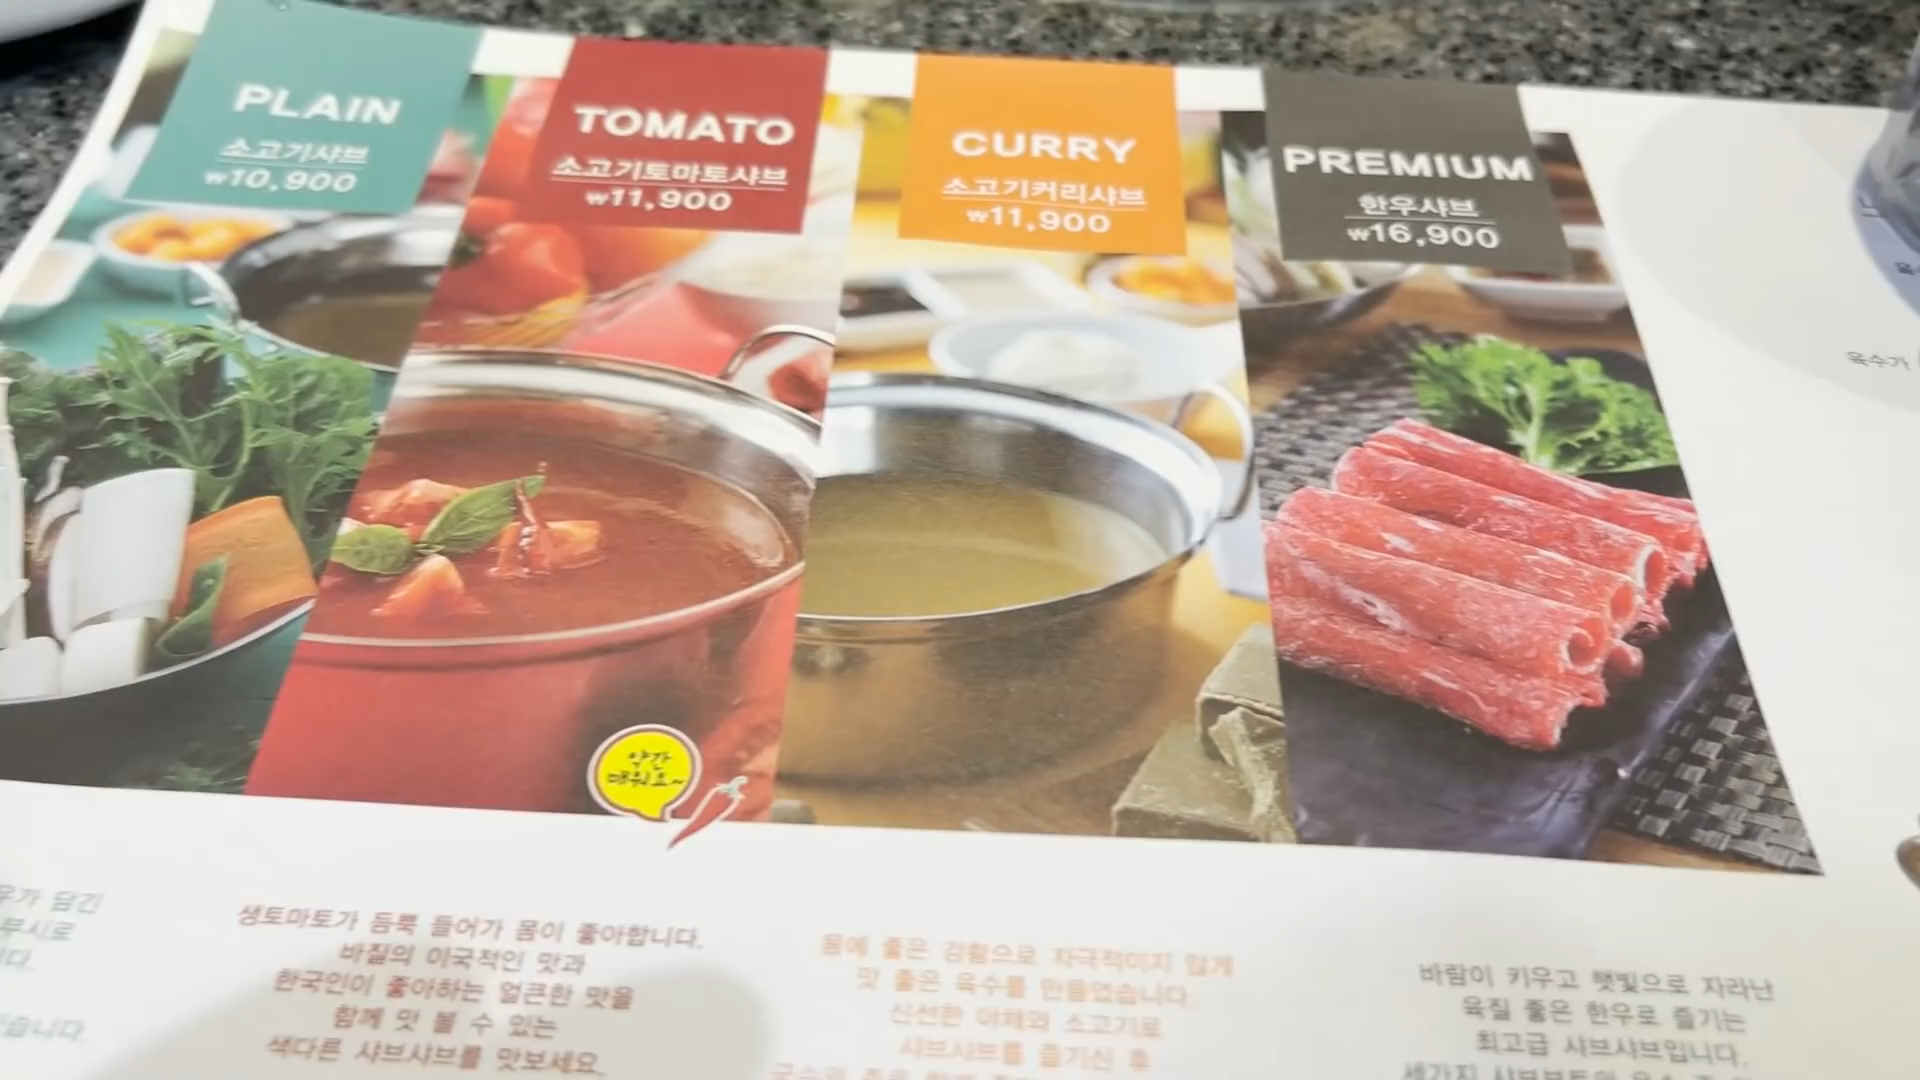 PLAIN
소고기샤브
₩10,900
TOMATO
소고기토마토샤브
₩11,900
CURRY
소고기커리샤브
₩11,900
PREMIUM
한우샤브
₩16,900
육수가
약간
매워요~
담긴
생토마토가 듬뿍 들어가 몸이 좋아합니다.
바질의 이국적인 맛과
한국인이 좋아하는 얼큰한 맛을
함께 맛 볼 수 있는
색다른 샤브샤브를 맛보세요.
몸에 좋은 강황으로 자극적이지 않게
맛 좋은 육수를 만들었습니다.
신선한 야채와 소고기로
샤브샤브를 즐기신 후
바람이 키우고 햇빛으로 자라난
육질 좋은 한우로 즐기는
최고급 샤브샤브입니다.
세가지